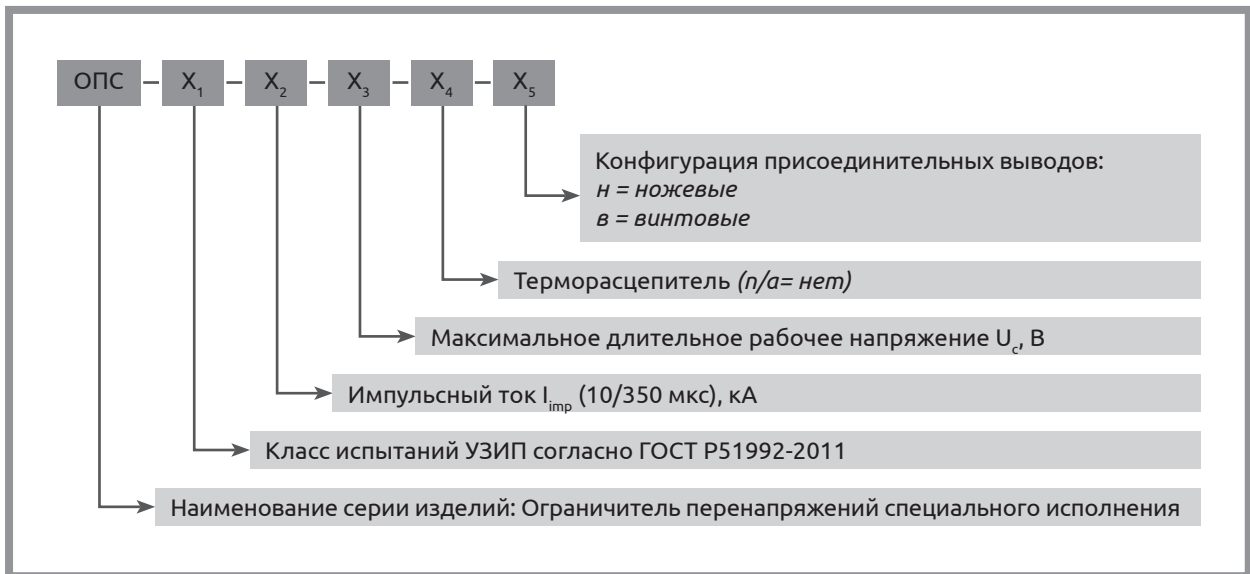 ОПС – X₁ – X₂ – X₃ – X₄ – X₅
Конфигурация присоединительных выводов:
н = ножевые
в = винтовые
Терморасцепитель (n/a= нет)
Максимальное длительное рабочее напряжение U꜀, В
Импульсный ток Iimp (10/350 мкс), кА
Класс испытаний УЗИП согласно ГОСТ Р51992-2011
Наименование серии изделий: Ограничитель перенапряжений специального исполнения